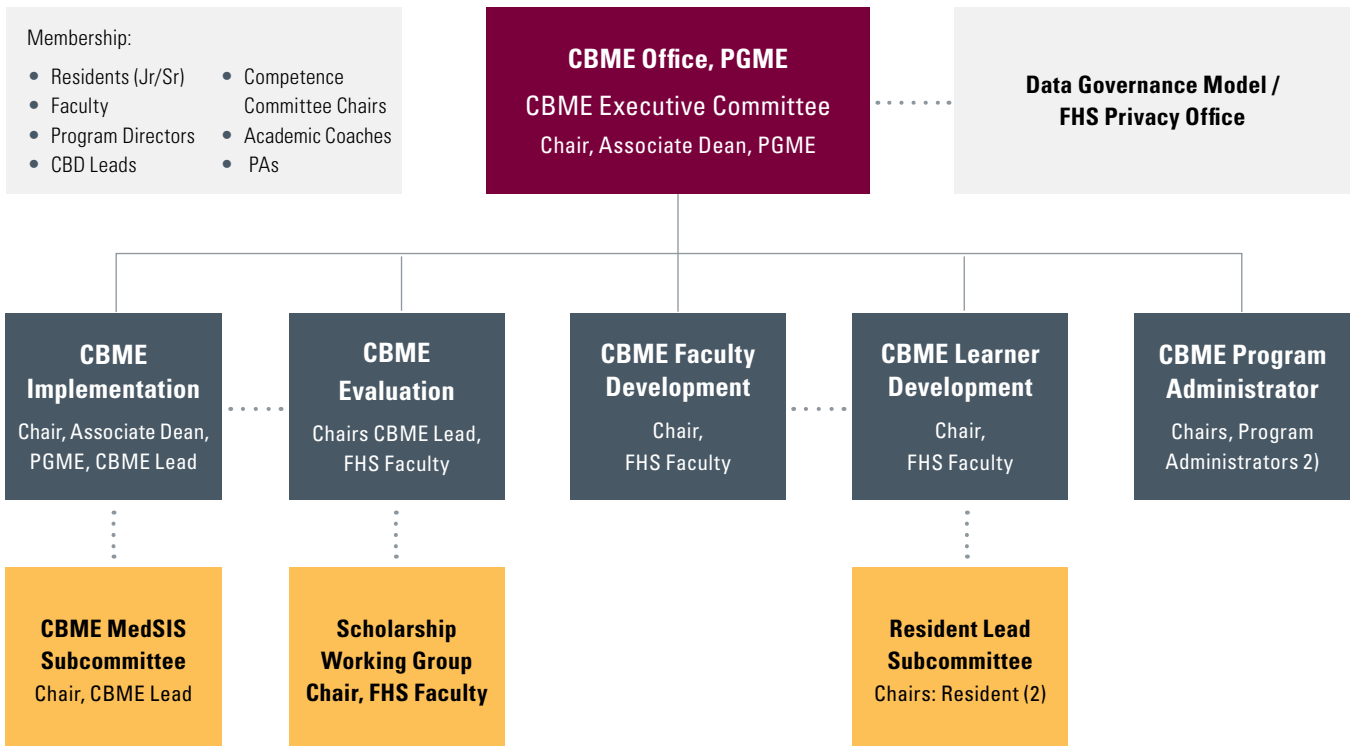 Membership:
• Residents (Jr/Sr)
• Faculty
• Program Directors
• CBD Leads
• Competence
Committee Chairs
• Academic Coaches
• PAs
CBME Office, PGME
CBME Executive Committee
Chair, Associate Dean, PGME
Data Governance Model /
FHS Privacy Office
CBME
Implementation
Chair, Associate Dean,
PGME, CBME Lead
CBME
Evaluation
Chairs CBME Lead,
FHS Faculty
CBME Faculty
Development
Chair,
FHS Faculty
CBME Learner
Development
Chair,
FHS Faculty
CBME Program
Administrator
Chairs, Program
Administrators 2)
CBME MedSIS
Subcommittee
Chair, CBME Lead
Scholarship
Working Group
Chair, FHS Faculty
Resident Lead
Subcommittee
Chairs: Resident (2)